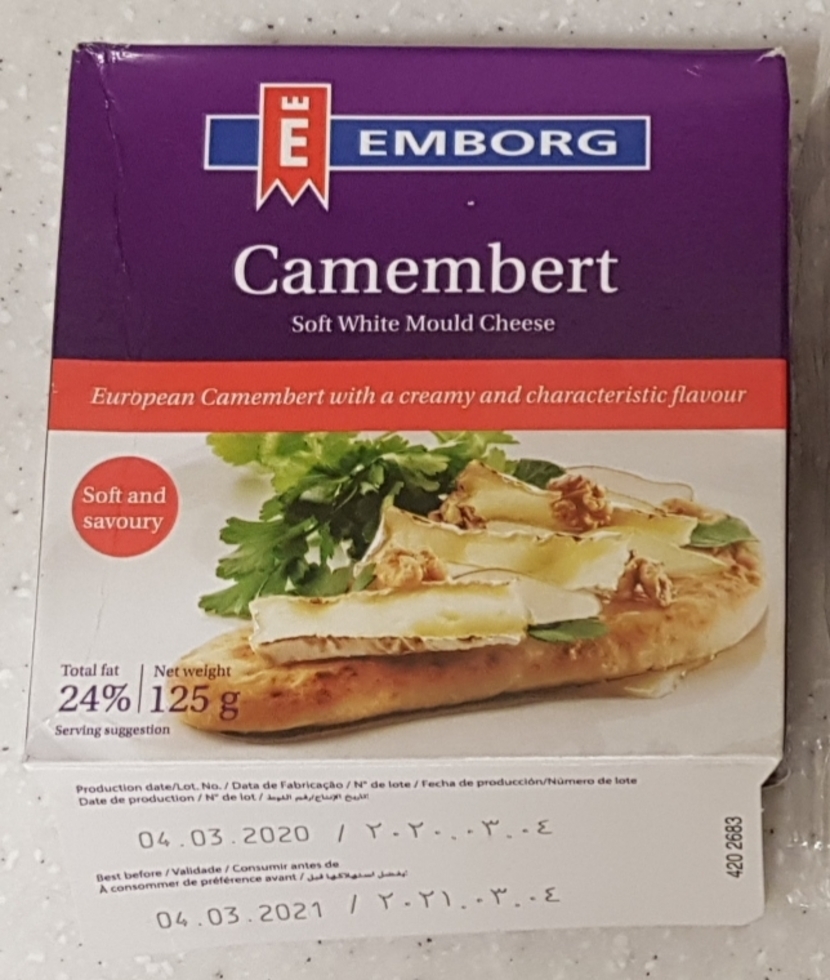 E E EMBORG
Camembert
Soft White Mould Cheese
European Camembert with a creamy and characteristic flavour
Soft and
savoury
Total fat | Net weight
24% | 125 g
Serving suggestion
Production date/Lot. No. / Data de Fabricação / N° de lote / Fecha de producción/Número de lote
Date de production / N° de lot /
04.03.2020 / ٢٠٢٠.٠٣.٠٤
Best before / Validade / Consumir antes de
À consommer de préférence avant / يفضل استهلاكها قبل
04.03.2021 / ٢٠٢١.٠٣.٠٤
420 2683